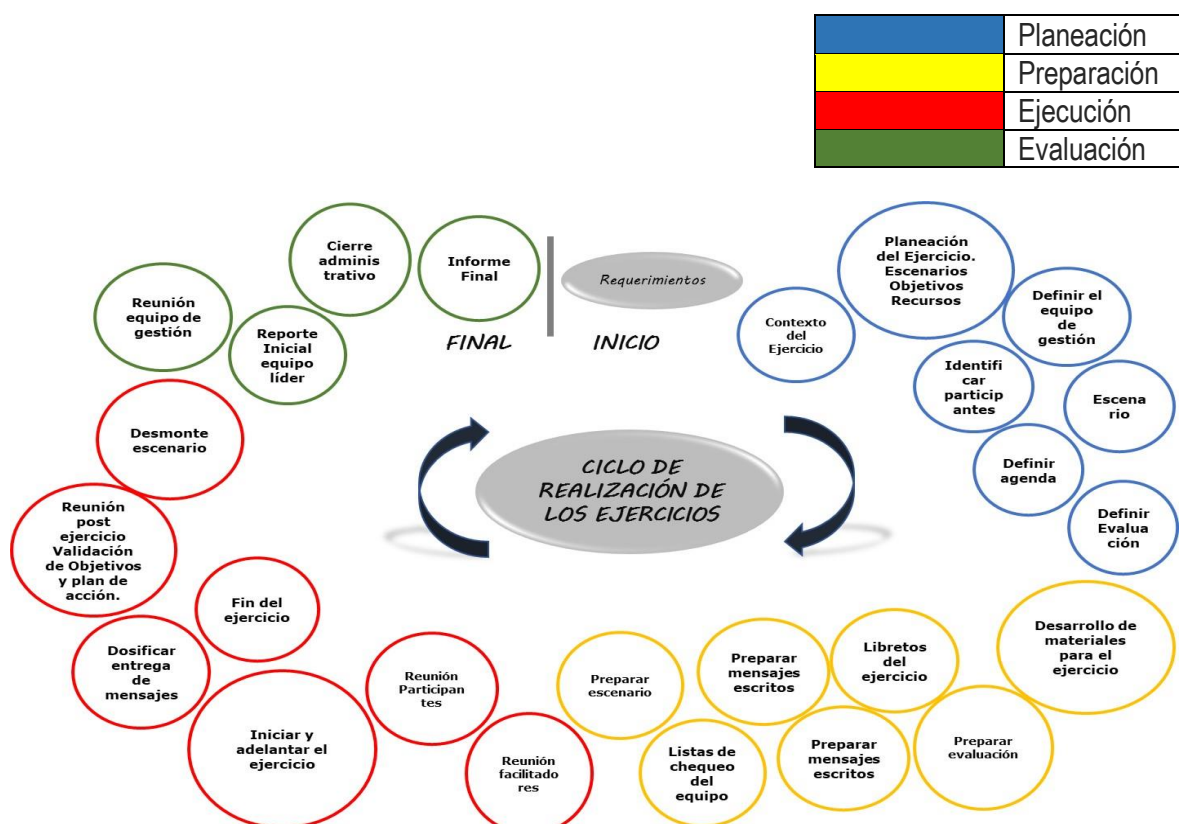 Planeación
Preparación
Ejecución
Evaluación
Cierre
adminis
trativo
Informe
Final
Requerimientos
FINAL
INICIO
Planeación
del Ejercicio.
Escenarios
Objetivos
Recursos
Contexto
del
Ejercicio
Definir el
equipo
de
gestión
Identifi
car
particip
antes
Escena
rio
Definir
agenda
Definir
Evalua
ción
Reunión
equipo de
gestión
Reporte
Inicial
equipo
líder
Desmonte
escenario
CICLO DE
REALIZACIÓN DE
LOS EJERCICIOS
Reunión
post
ejercicio
Validación
de Objetivos
y plan de
acción.
Fin del
ejercicio
Dosificar
entrega
de
mensajes
Iniciar y
adelantar el
ejercicio
Reunión
Participan
tes
Reunión
facilitado
res
Preparar
escenario
Listas de
chequeo
del
equipo
Preparar
mensajes
escritos
Preparar
mensajes
escritos
Libretos
del
ejercicio
Preparar
evaluación
Desarrollo de
materiales
para el
ejercicio